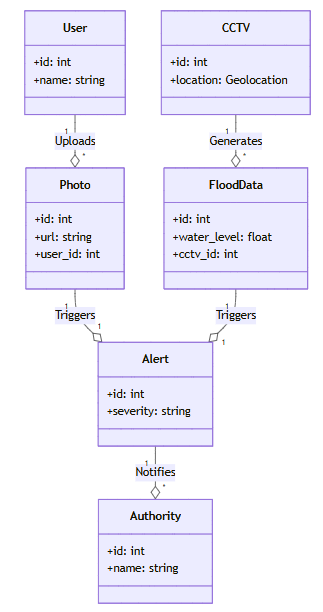 User
+id: int
+name: string
CCTV
+id: int
+location: Geolocation
1
Uploads
*
1
Generates
*
Photo
+id: int
+url: string
+user_id: int
FloodData
+id: int
+water_level: float
+cctv_id: int
1
Triggers
1
1
Triggers
1
Alert
+id: int
+severity: string
1
Notifies
*
Authority
+id: int
+name: string